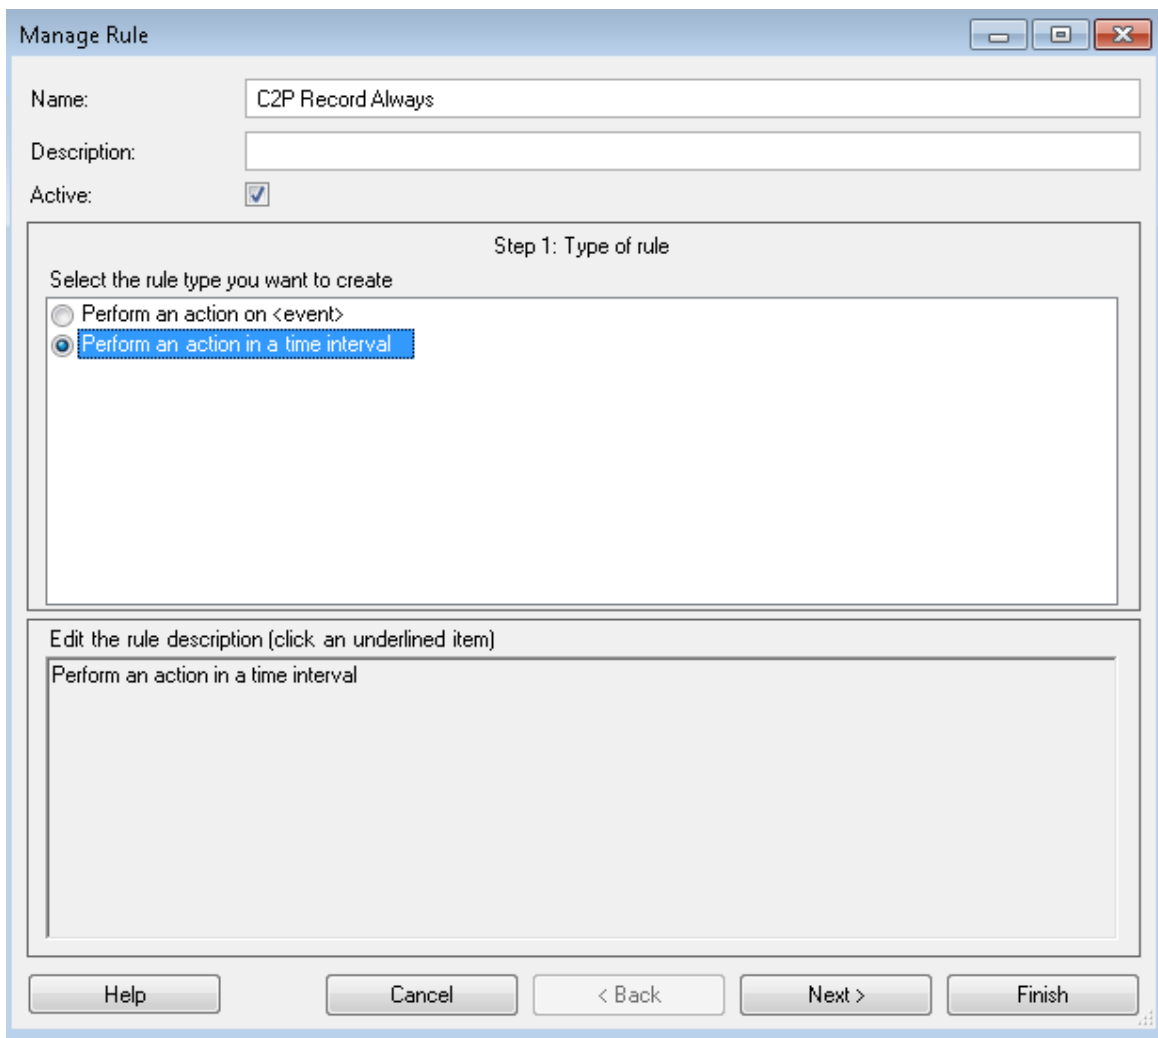 Manage Rule
Name: C2P Record Always
Description:
Active:
Step 1: Type of rule
Select the rule type you want to create
Perform an action on <event>
Perform an action in a time interval
Edit the rule description (click an underlined item)
Perform an action in a time interval
Help Cancel < Back Next > Finish